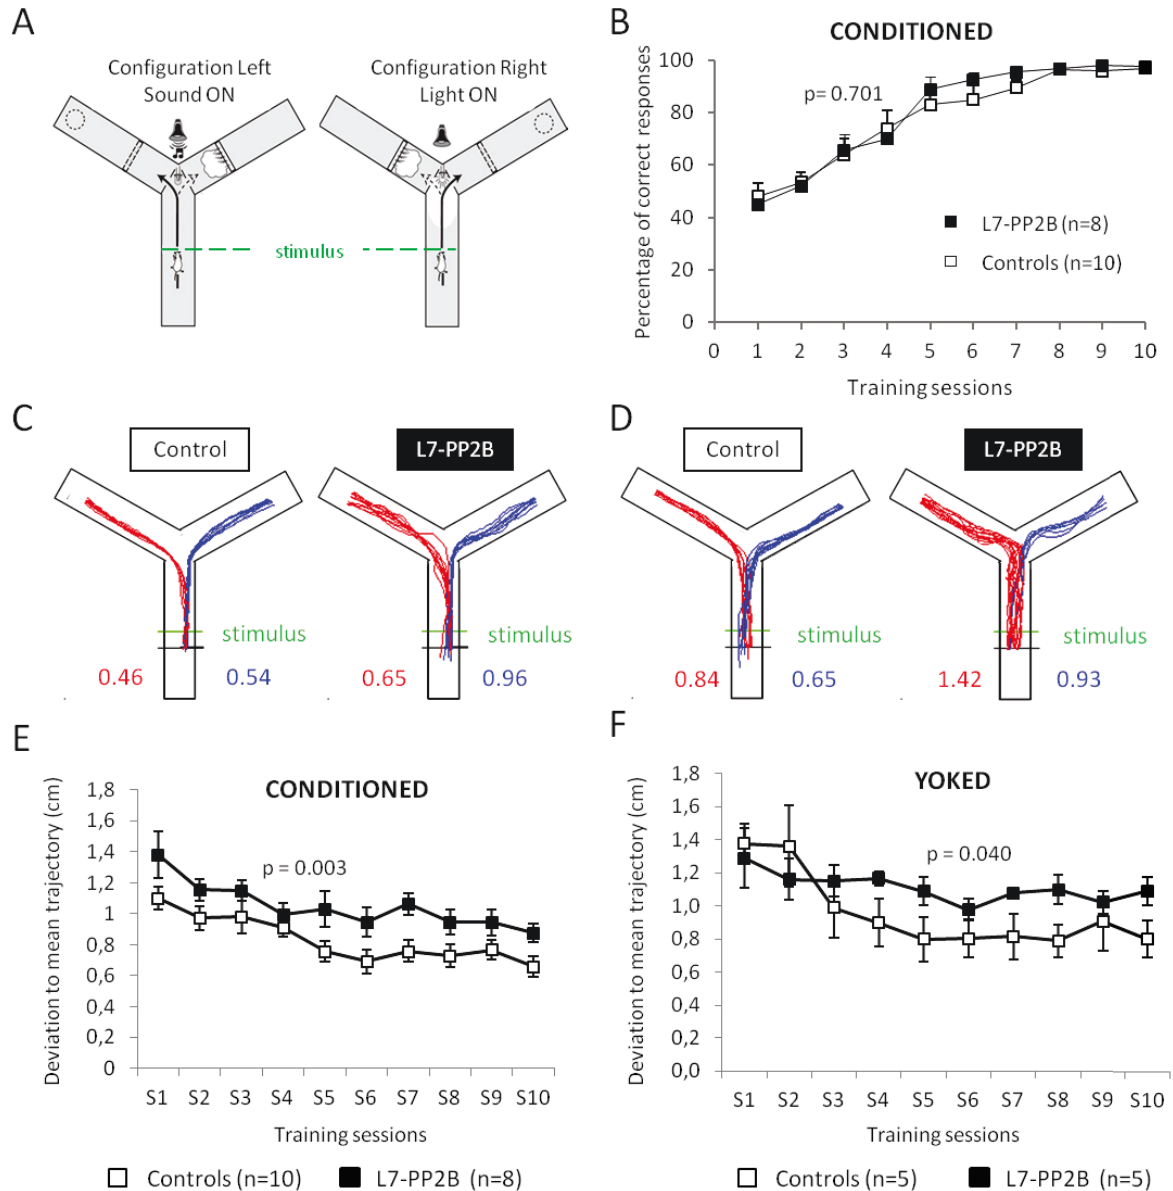 A
Configuration Left
Sound ON
Configuration Right
Light ON
stimulus
B
CONDITIONED
Percentage of correct responses
100
80
60
40
20
0
p= 0.701
L7-PP2B (n=8)
Controls (n=10)
0 1 2 3 4 5 6 7 8 9 10
Training sessions
C
Control
L7-PP2B
stimulus
stimulus
0.46
0.54
0.65
0.96
D
Control
L7-PP2B
stimulus
stimulus
0.84
0.65
1.42
0.93
E
CONDITIONED
Deviation to mean trajectory (cm)
1,8
1,6
1,4
1,2
1
0,8
0,6
0,4
0,2
0
p = 0.003
S1 S2 S3 S4 S5 S6 S7 S8 S9 S10
Training sessions
Controls (n=10) L7-PP2B (n=8)
F
YOKED
Deviation to mean trajectory (cm)
1,8
1,6
1,4
1,2
1,0
0,8
0,6
0,4
0,2
0,0
p = 0.040
S1 S2 S3 S4 S5 S6 S7 S8 S9 S10
Training sessions
Controls (n=5) L7-PP2B (n=5)